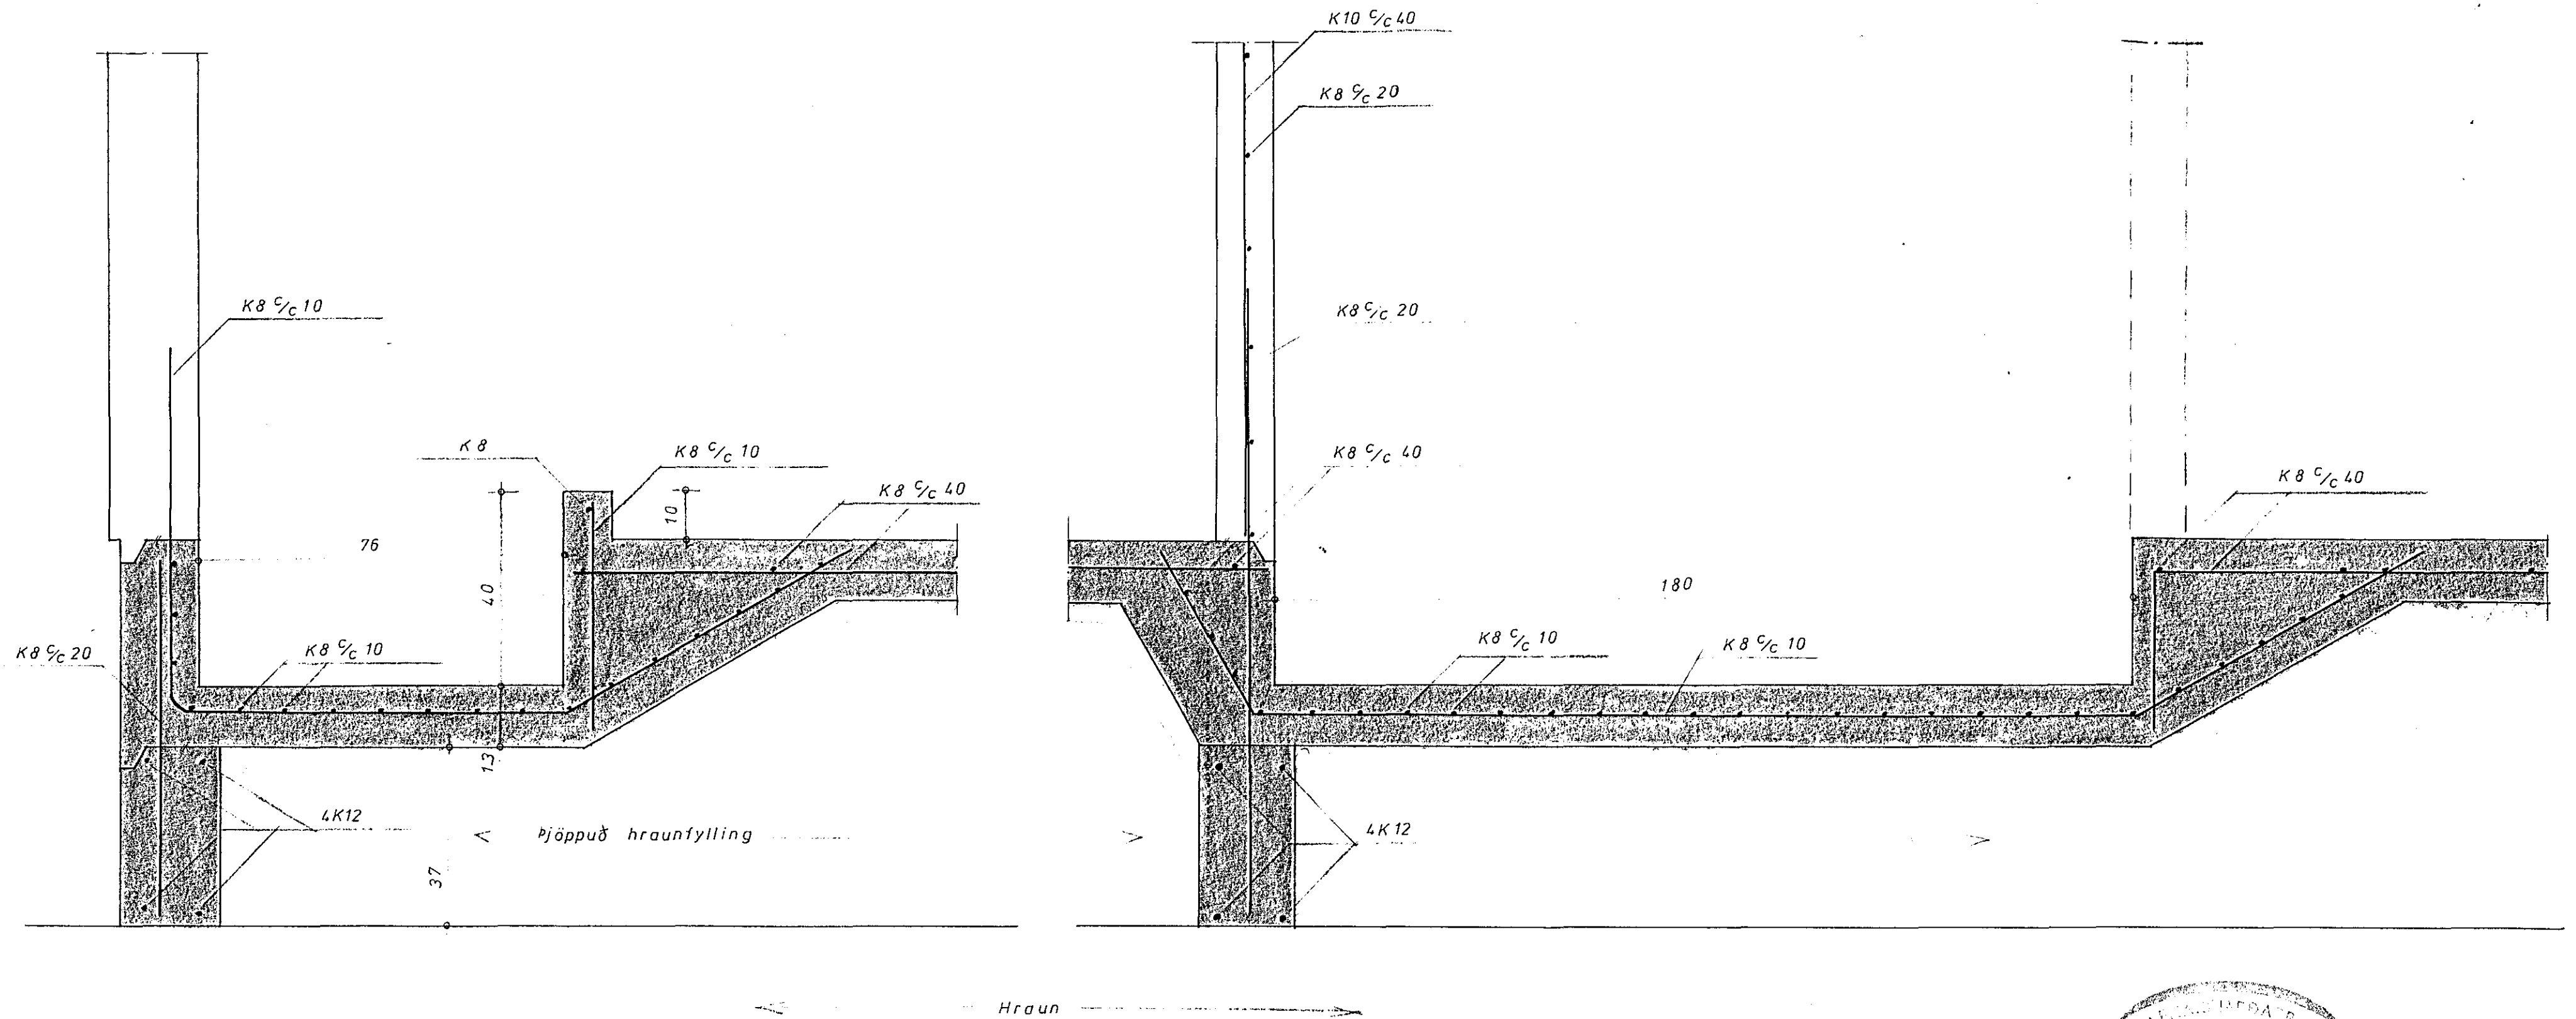 K10 c/c 40
K8 c/c 20
K8 c/c 10
K8 c/c 20
K8
K8 c/c 10
K8 c/c 40
10
K8 c/c 40
K8 c/c 40
76
40
180
K8 c/c 20
K8 c/c 10
K8 c/c 10
K8 c/c 10
13
4K12
Þjöppuð hraunfylling
4K12
37
Hraun